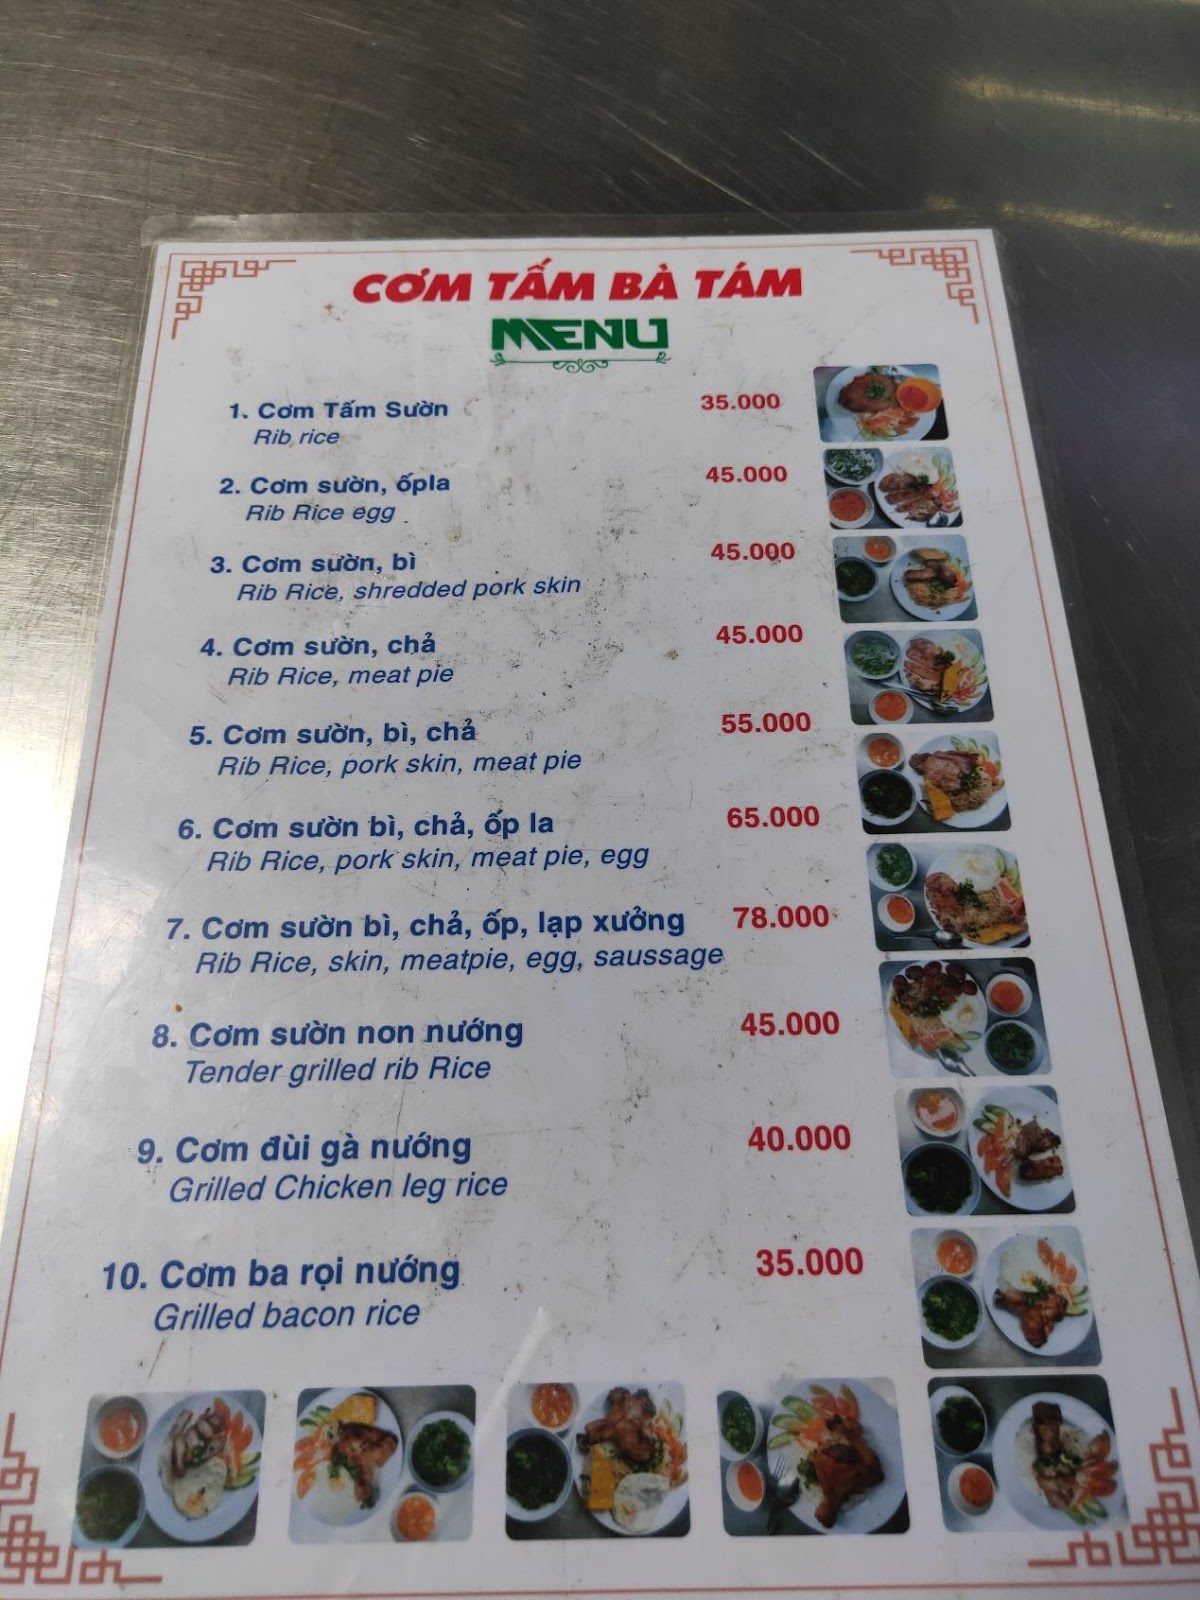 CƠM TẤM BÀ TÁM
MENU
1. Cơm Tấm Sườn 35.000
Rib rice
2. Cơm sườn, ốpla 45.000
Rib Rice egg
3. Cơm sườn, bì 45.000
Rib Rice, shredded pork skin
4. Cơm sườn, chả 45.000
Rib Rice, meat pie
5. Cơm sườn, bì, chả 55.000
Rib Rice, pork skin, meat pie
6. Cơm sườn bì, chả, ốp la 65.000
Rib Rice, pork skin, meat pie, egg
7. Cơm sườn bì, chả, ốp, lạp xưởng 78.000
Rib Rice, skin, meatpie, egg, saussage
8. Cơm sườn non nướng 45.000
Tender grilled rib Rice
9. Cơm đùi gà nướng 40.000
Grilled Chicken leg rice
10. Cơm ba rọi nướng 35.000
Grilled bacon rice